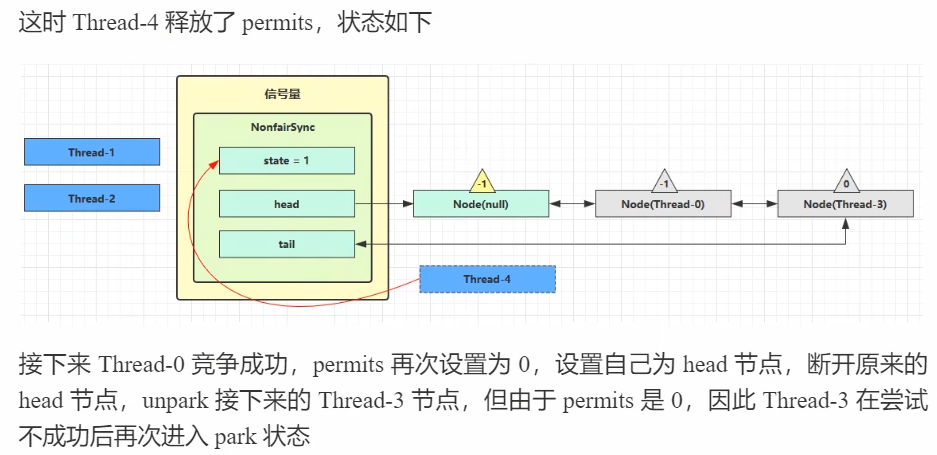 这时 Thread-4 释放了 permits，状态如下
信号量
NonfairSync
Thread-1
state = 1
-1
-1
0
Thread-2
head
Node(null)
Node(Thread-0)
Node(Thread-3)
tail
Thread-4
接下来 Thread-0 竞争成功，permits 再次设置为 0，设置自己为 head 节点，断开原来的
head 节点，unpark 接下来的 Thread-3 节点，但由于 permits 是 0，因此 Thread-3 在尝试
不成功后再次进入 park 状态